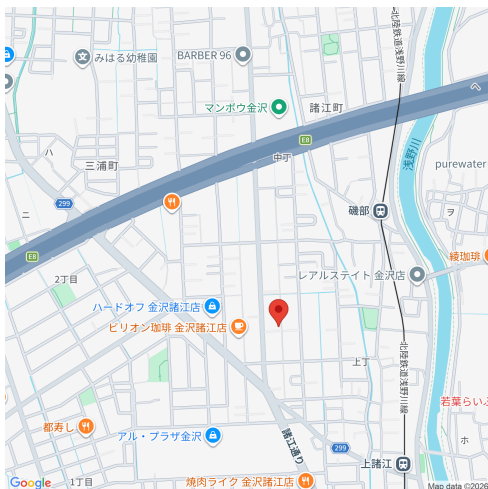 みはる幼稚園
BARBER 96
北陸鉄道浅野川線
マンボウ金沢
諸江町
E8
中丁
浅野川
purewater
ハ
三浦町
299
ニ
磯部
ヲ
綾珈琲
E8
レアルステイト 金沢店
2丁目
ハードオフ 金沢諸江店
ビリオン珈琲 金沢諸江店
上丁
北陸鉄道浅野川線
若葉らいふ
都寿し
アル・プラザ金沢
諸江通り
299
ホ
上諸江
1丁目
焼肉ライク 金沢諸江店
Google
Map data ©2026